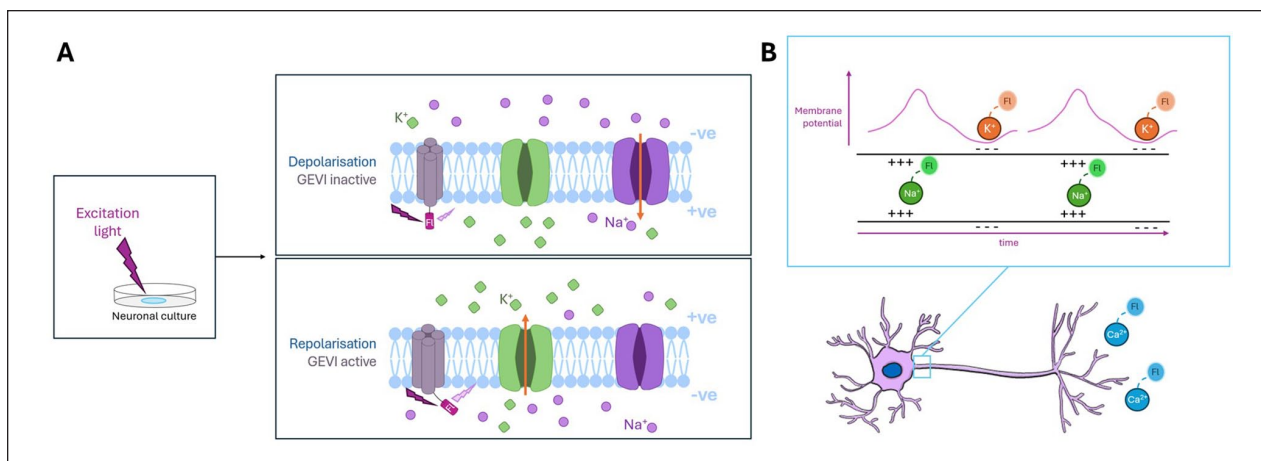 A
Excitation
light
Neuronal culture
K⁺
-ve
Depolarisation
GEVI inactive
+ve
Fl
Na⁺
K⁺
+ve
Repolarisation
GEVI active
-ve
Fl
Na⁺
B
Membrane
potential
Fl
K⁺
- - -
Fl
K⁺
- - -
+++
Fl
Na⁺
+++
+++
Fl
Na⁺
+++
- - -
- - -
time
Fl
Ca²⁺
Fl
Ca²⁺